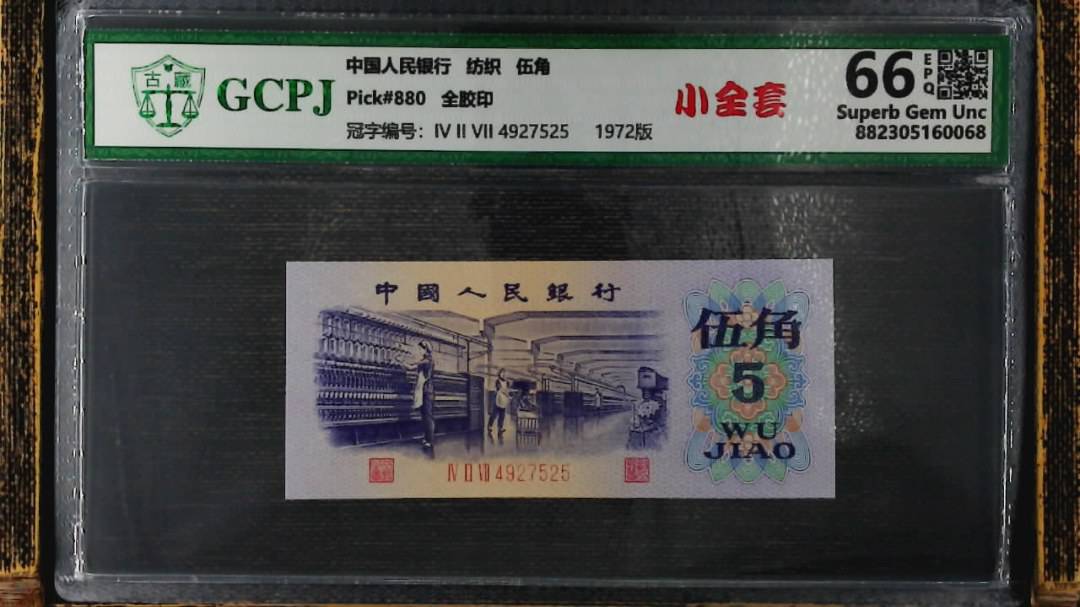 古藏
GCPJ
中国人民银行 纺织 伍角
Pick#880 全胶印
冠字编号: IV II VII 4927525 1972版
小全套
66
EPQ
Superb Gem Unc
882305160068
中國人民銀行
伍角
5
WU
JIAO
IV II VII 4927525